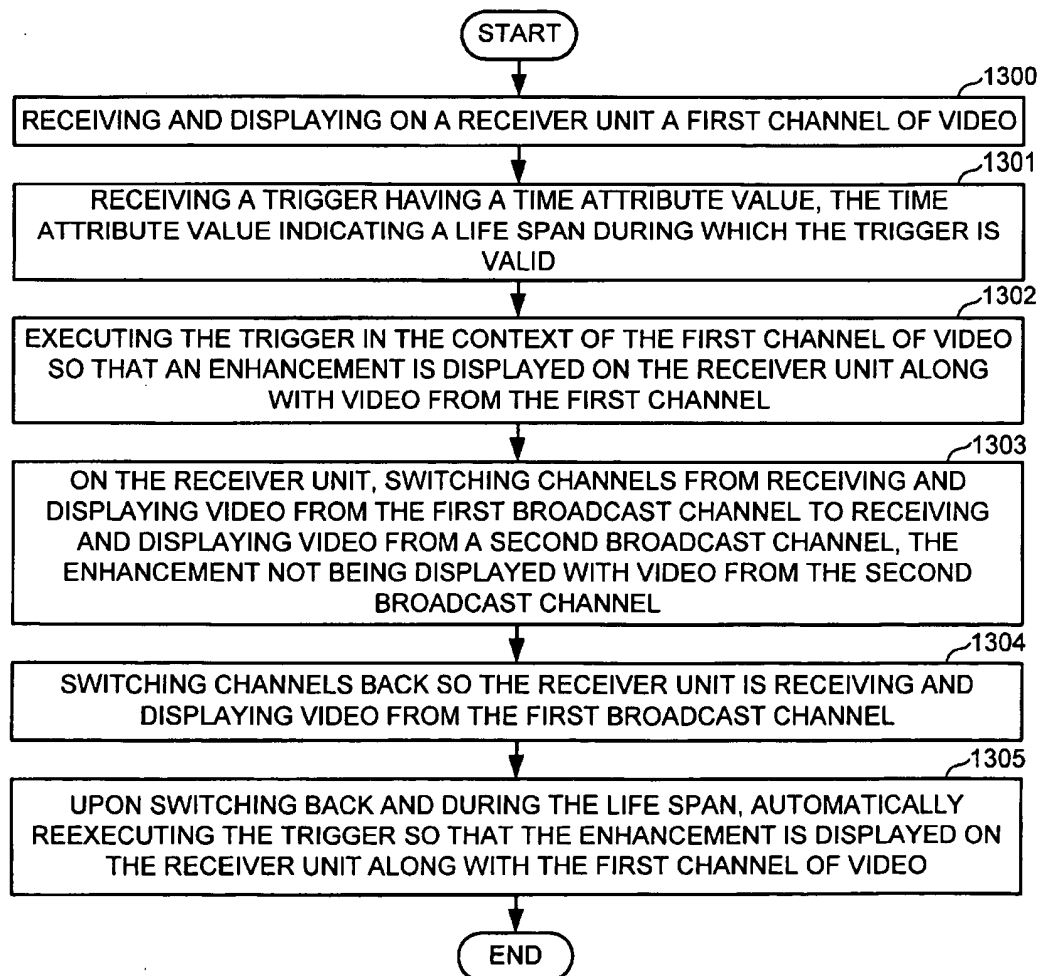 START
1300
RECEIVING AND DISPLAYING ON A RECEIVER UNIT A FIRST CHANNEL OF VIDEO
1301
RECEIVING A TRIGGER HAVING A TIME ATTRIBUTE VALUE, THE TIME
ATTRIBUTE VALUE INDICATING A LIFE SPAN DURING WHICH THE TRIGGER IS
VALID
1302
EXECUTING THE TRIGGER IN THE CONTEXT OF THE FIRST CHANNEL OF VIDEO
SO THAT AN ENHANCEMENT IS DISPLAYED ON THE RECEIVER UNIT ALONG
WITH VIDEO FROM THE FIRST CHANNEL
1303
ON THE RECEIVER UNIT, SWITCHING CHANNELS FROM RECEIVING AND
DISPLAYING VIDEO FROM THE FIRST BROADCAST CHANNEL TO RECEIVING
AND DISPLAYING VIDEO FROM A SECOND BROADCAST CHANNEL, THE
ENHANCEMENT NOT BEING DISPLAYED WITH VIDEO FROM THE SECOND
BROADCAST CHANNEL
1304
SWITCHING CHANNELS BACK SO THE RECEIVER UNIT IS RECEIVING AND
DISPLAYING VIDEO FROM THE FIRST BROADCAST CHANNEL
1305
UPON SWITCHING BACK AND DURING THE LIFE SPAN, AUTOMATICALLY
REEXECUTING THE TRIGGER SO THAT THE ENHANCEMENT IS DISPLAYED ON
THE RECEIVER UNIT ALONG WITH THE FIRST CHANNEL OF VIDEO
END